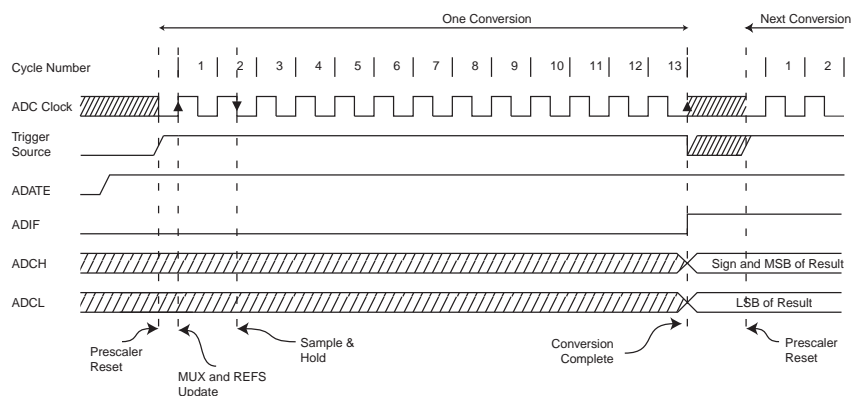 One Conversion
Next Conversion
Cycle Number
1 2 3 4 5 6 7 8 9 10 11 12 13 1 2
ADC Clock
Trigger
Source
ADATE
ADIF
ADCH
Sign and MSB of Result
ADCL
LSB of Result
Prescaler
Reset
MUX and REFS
Update
Sample &
Hold
Conversion
Complete
Prescaler
Reset